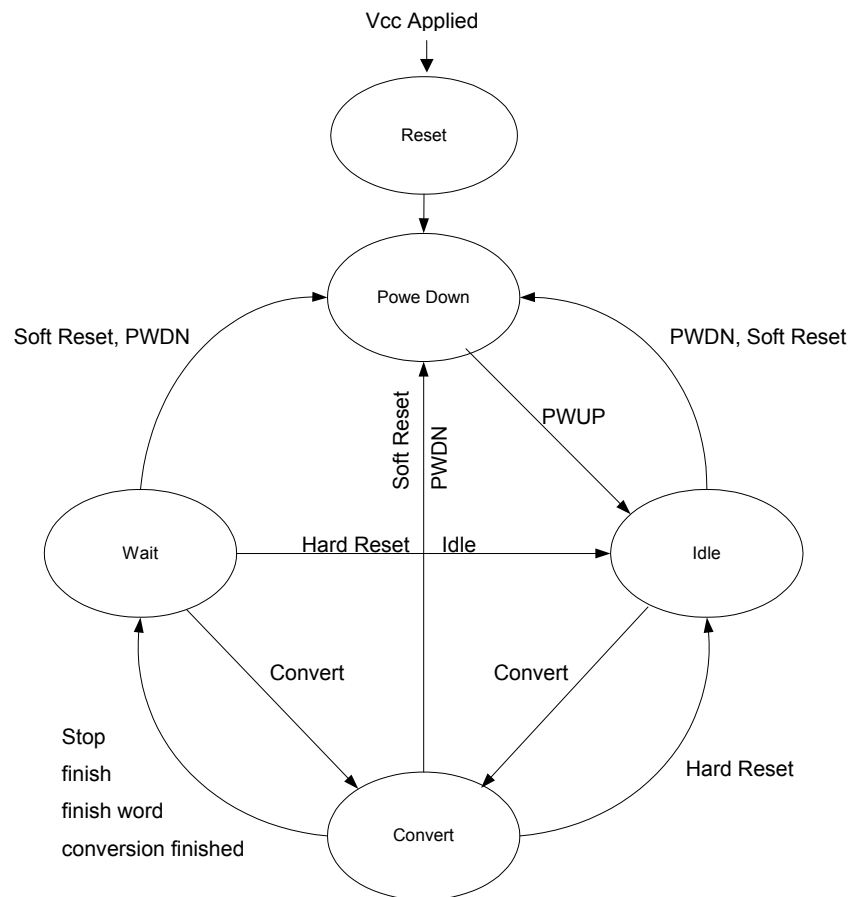 Vcc Applied
Reset
Powe Down
Soft Reset, PWDN
PWDN, Soft Reset
Soft Reset
PWDN
PWUP
Wait
Hard Reset
Idle
Idle
Convert
Convert
Stop
finish
finish word
conversion finished
Hard Reset
Convert